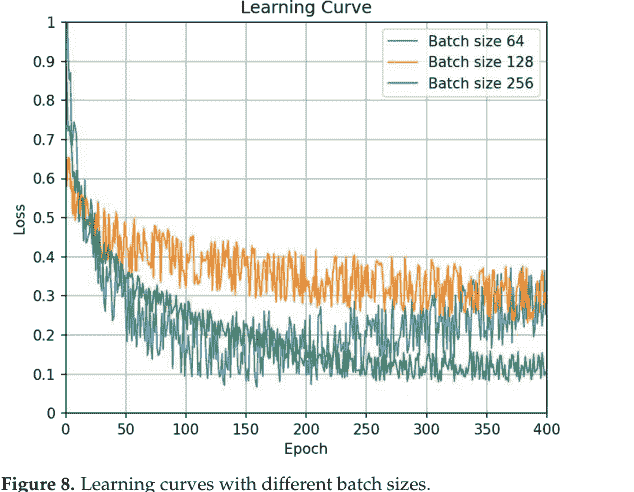 Learning Curve
1
0.9
0.8
0.7
0.6
0.5
0.4
0.3
0.2
0.1
0
Loss
Batch size 64
Batch size 128
Batch size 256
0 50 100 150 200 250 300 350 400
Epoch
Figure 8. Learning curves with different batch sizes.